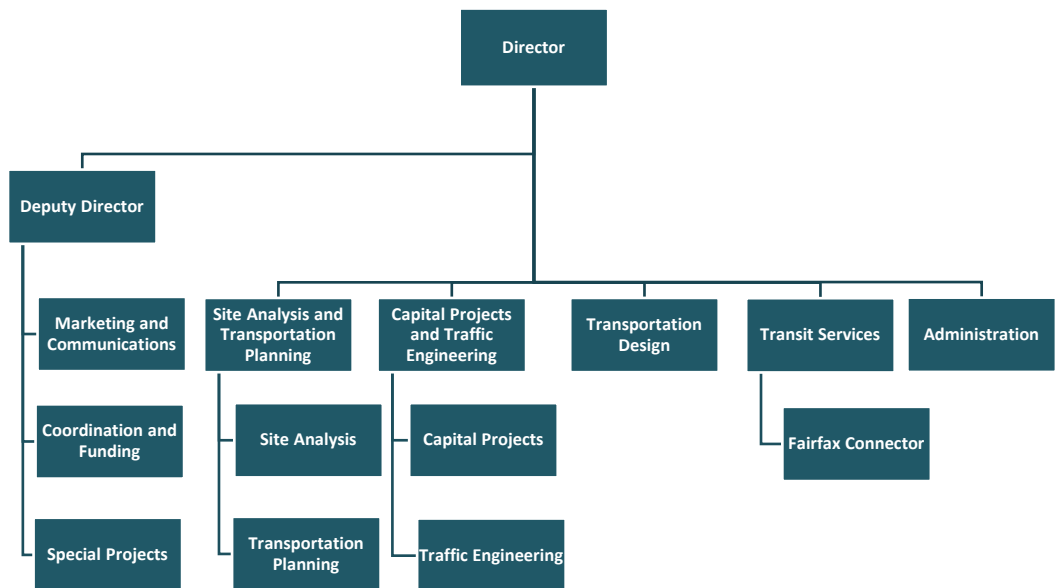 Director
Deputy Director
Marketing and
Communications
Site Analysis and
Transportation
Planning
Capital Projects
and Traffic
Engineering
Transportation
Design
Transit Services
Administration
Coordination and
Funding
Site Analysis
Capital Projects
Fairfax Connector
Special Projects
Transportation
Planning
Traffic Engineering